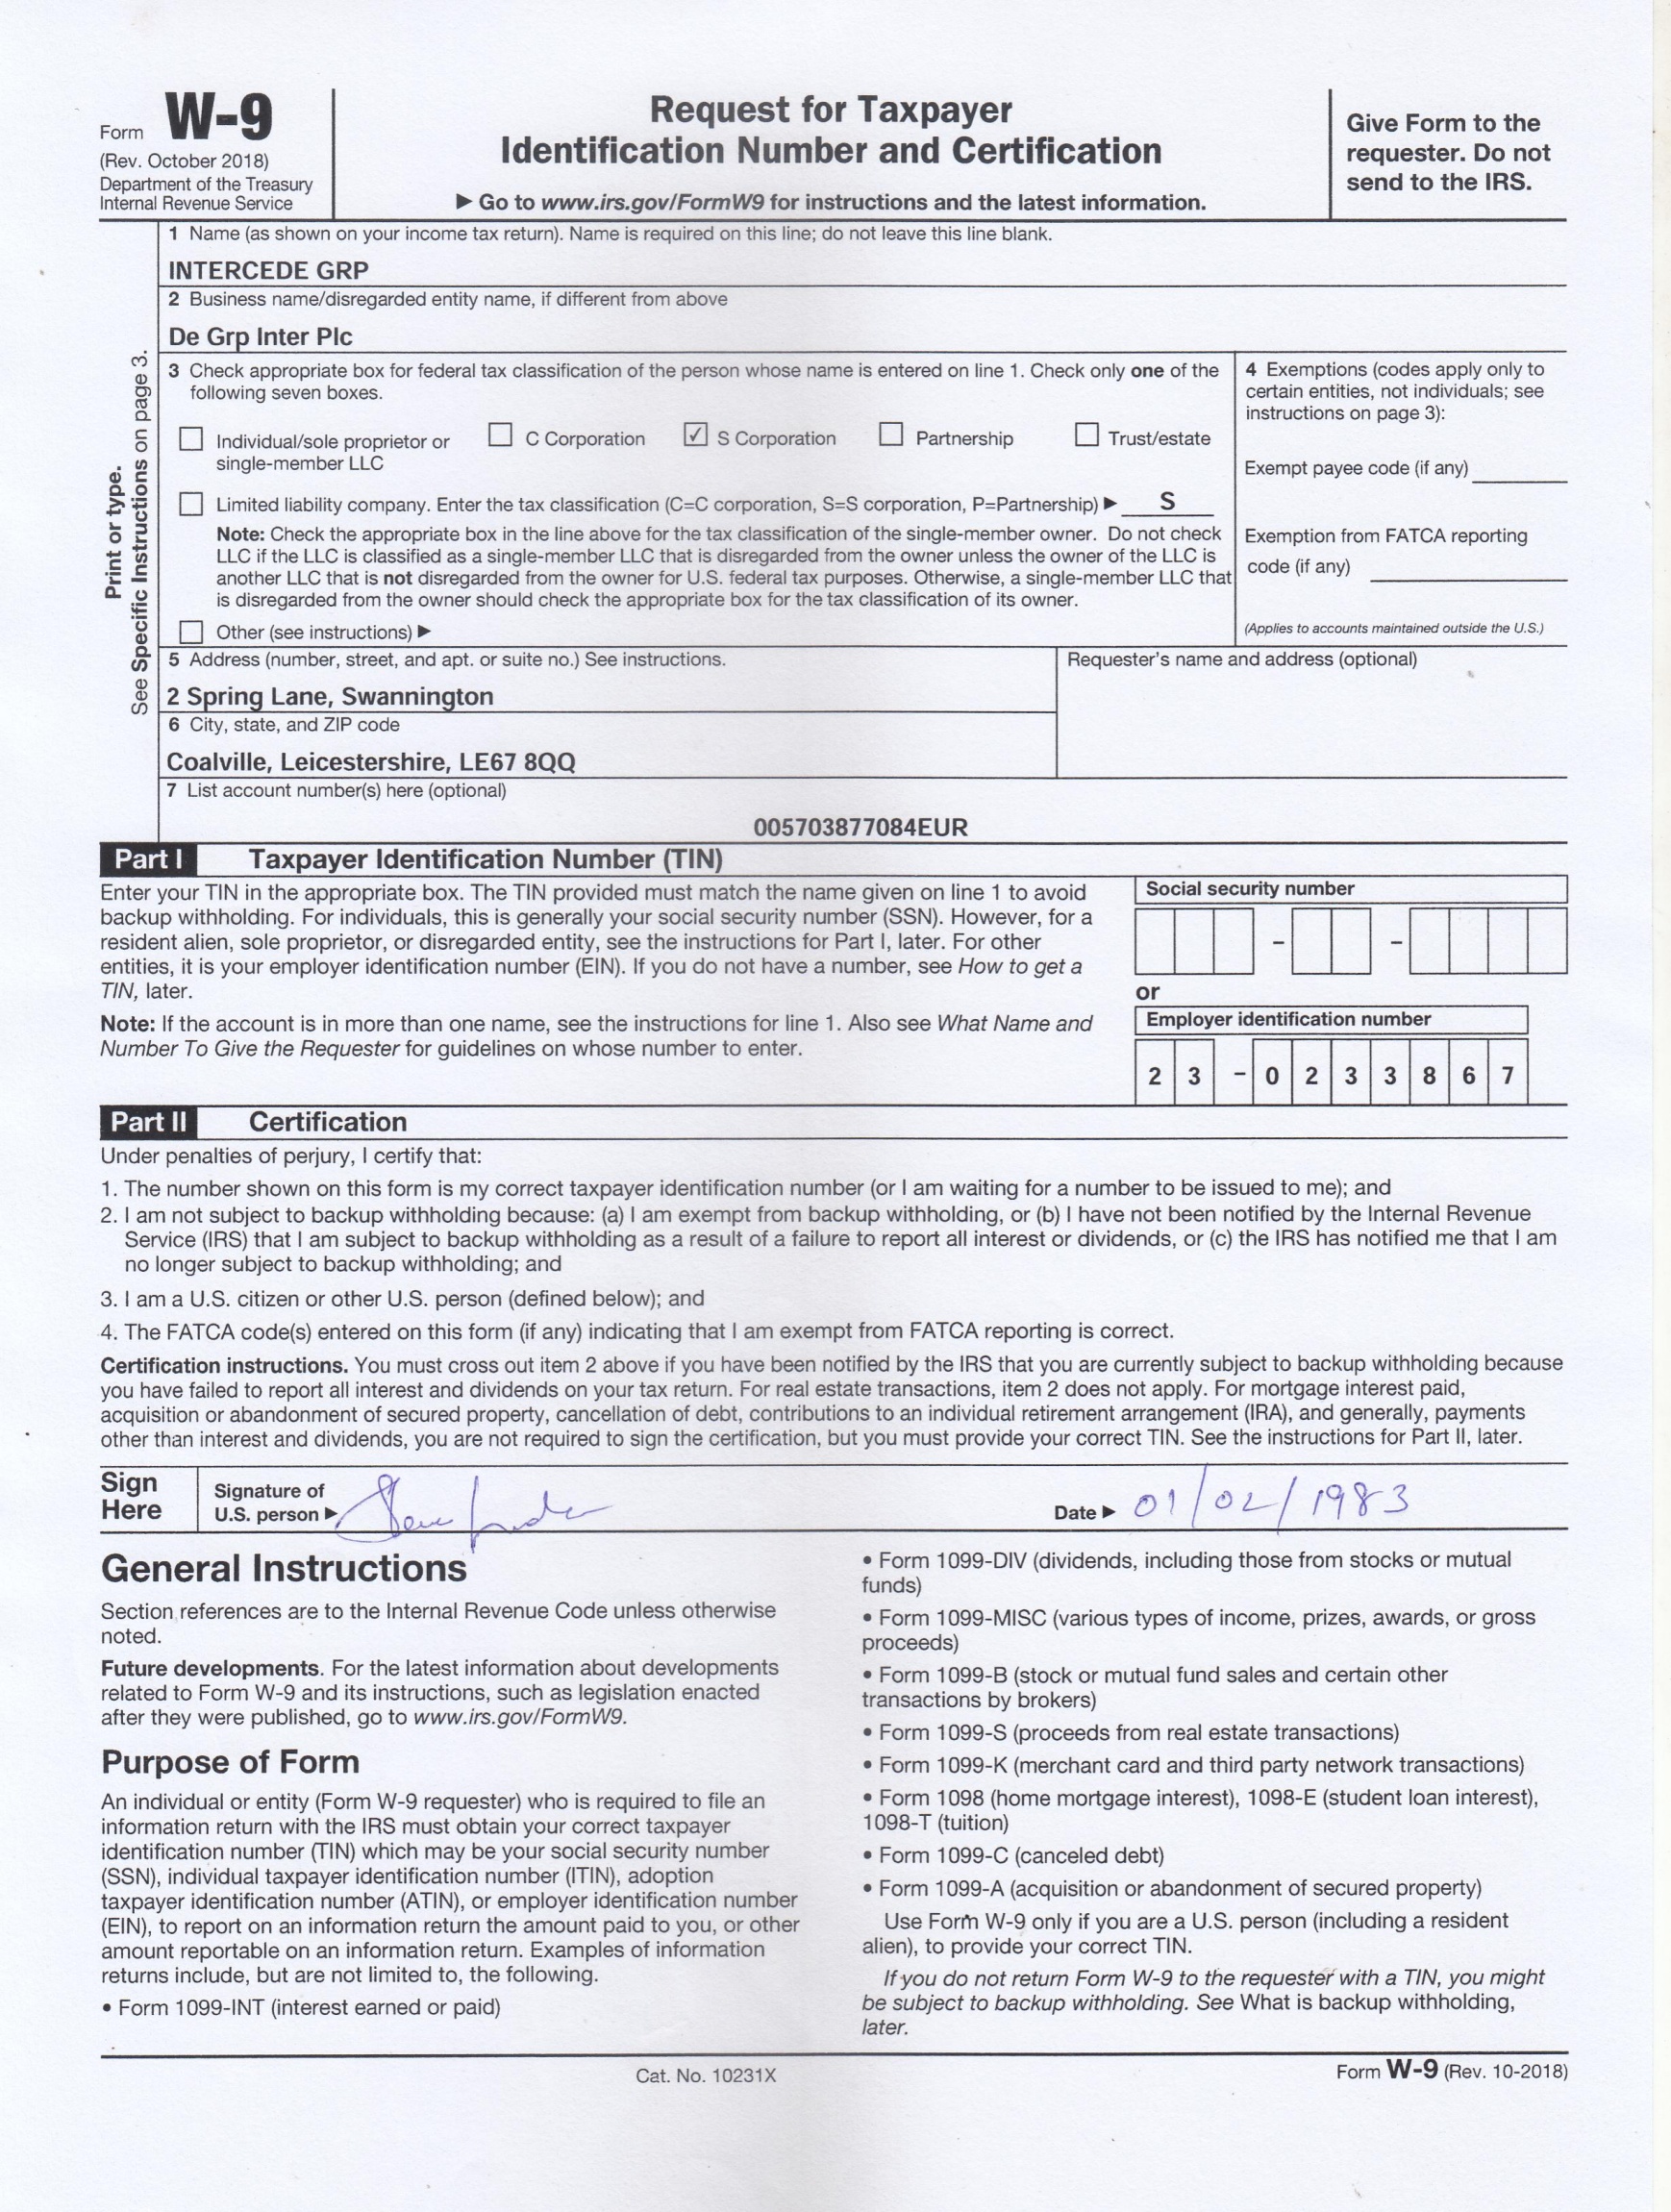 Form W-9
(Rev. October 2018)
Department of the Treasury
Internal Revenue Service
Request for Taxpayer
Identification Number and Certification
▶ Go to www.irs.gov/FormW9 for instructions and the latest information.
Give Form to the
requester. Do not
send to the IRS.
Print or type.
See Specific Instructions on page 3.
1 Name (as shown on your income tax return). Name is required on this line; do not leave this line blank.
INTERCEDE GRP
2 Business name/disregarded entity name, if different from above
De Grp Inter Plc
3 Check appropriate box for federal tax classification of the person whose name is entered on line 1. Check only one of the
following seven boxes.
☐ Individual/sole proprietor or ☐ C Corporation ☑ S Corporation ☐ Partnership ☐ Trust/estate
single-member LLC
☐ Limited liability company. Enter the tax classification (C=C corporation, S=S corporation, P=Partnership) ▶ S
Note: Check the appropriate box in the line above for the tax classification of the single-member owner. Do not check
LLC if the LLC is classified as a single-member LLC that is disregarded from the owner unless the owner of the LLC is
another LLC that is not disregarded from the owner for U.S. federal tax purposes. Otherwise, a single-member LLC that
is disregarded from the owner should check the appropriate box for the tax classification of its owner.
☐ Other (see instructions) ▶
4 Exemptions (codes apply only to
certain entities, not individuals; see
instructions on page 3):
Exempt payee code (if any)
Exemption from FATCA reporting
code (if any)
(Applies to accounts maintained outside the U.S.)
5 Address (number, street, and apt. or suite no.) See instructions.
2 Spring Lane, Swannington
6 City, state, and ZIP code
Coalville, Leicestershire, LE67 8QQ
Requester's name and address (optional)
7 List account number(s) here (optional)
005703877084EUR
Part I Taxpayer Identification Number (TIN)
Enter your TIN in the appropriate box. The TIN provided must match the name given on line 1 to avoid
backup withholding. For individuals, this is generally your social security number (SSN). However, for a
resident alien, sole proprietor, or disregarded entity, see the instructions for Part I, later. For other
entities, it is your employer identification number (EIN). If you do not have a number, see How to get a
TIN, later.
Note: If the account is in more than one name, see the instructions for line 1. Also see What Name and
Number To Give the Requester for guidelines on whose number to enter.
Social security number
– –
or
Employer identification number
2 3 – 0 2 3 3 8 6 7
Part II Certification
Under penalties of perjury, I certify that:
1. The number shown on this form is my correct taxpayer identification number (or I am waiting for a number to be issued to me); and
2. I am not subject to backup withholding because: (a) I am exempt from backup withholding, or (b) I have not been notified by the Internal Revenue
Service (IRS) that I am subject to backup withholding as a result of a failure to report all interest or dividends, or (c) the IRS has notified me that I am
no longer subject to backup withholding; and
3. I am a U.S. citizen or other U.S. person (defined below); and
4. The FATCA code(s) entered on this form (if any) indicating that I am exempt from FATCA reporting is correct.
Certification instructions. You must cross out item 2 above if you have been notified by the IRS that you are currently subject to backup withholding because
you have failed to report all interest and dividends on your tax return. For real estate transactions, item 2 does not apply. For mortgage interest paid,
acquisition or abandonment of secured property, cancellation of debt, contributions to an individual retirement arrangement (IRA), and generally, payments
other than interest and dividends, you are not required to sign the certification, but you must provide your correct TIN. See the instructions for Part II, later.
Sign
Here
Signature of
U.S. person ▶
Date ▶ 01/02/1983
General Instructions
Section references are to the Internal Revenue Code unless otherwise
noted.
Future developments. For the latest information about developments
related to Form W-9 and its instructions, such as legislation enacted
after they were published, go to www.irs.gov/FormW9.
Purpose of Form
An individual or entity (Form W-9 requester) who is required to file an
information return with the IRS must obtain your correct taxpayer
identification number (TIN) which may be your social security number
(SSN), individual taxpayer identification number (ITIN), adoption
taxpayer identification number (ATIN), or employer identification number
(EIN), to report on an information return the amount paid to you, or other
amount reportable on an information return. Examples of information
returns include, but are not limited to, the following.
• Form 1099-INT (interest earned or paid)
• Form 1099-DIV (dividends, including those from stocks or mutual
funds)
• Form 1099-MISC (various types of income, prizes, awards, or gross
proceeds)
• Form 1099-B (stock or mutual fund sales and certain other
transactions by brokers)
• Form 1099-S (proceeds from real estate transactions)
• Form 1099-K (merchant card and third party network transactions)
• Form 1098 (home mortgage interest), 1098-E (student loan interest),
1098-T (tuition)
• Form 1099-C (canceled debt)
• Form 1099-A (acquisition or abandonment of secured property)
Use Form W-9 only if you are a U.S. person (including a resident
alien), to provide your correct TIN.
If you do not return Form W-9 to the requester with a TIN, you might
be subject to backup withholding. See What is backup withholding,
later.
Cat. No. 10231X
Form W-9 (Rev. 10-2018)